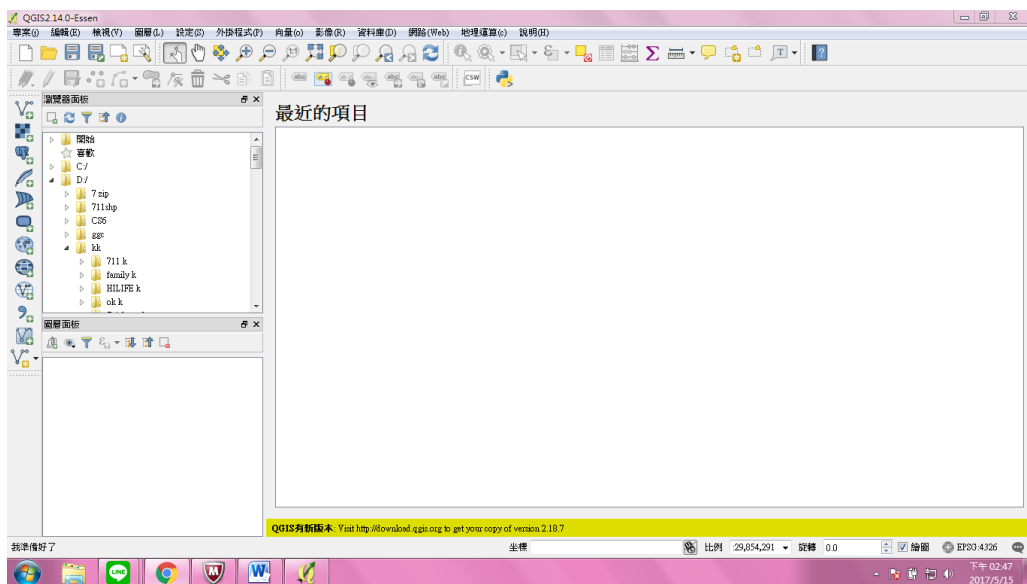 QGIS2.14.0-Essen
專案(j) 編輯(E) 檢視(V) 圖層(L) 設定(S) 外掛程式(P) 向量(o) 影像(R) 資料庫(D) 網路(Web) 地理運算(c) 說明(H)
abc
CSW
瀏覽器面板
開始
喜歡
C:/
D:/
7 zip
711shp
CS6
ggc
kk
711 k
family k
HILIFE k
ok k
圖層面板
最近的項目
QGIS有新版本: Visit http://download.qgis.org to get your copy of version 2.18.7
我準備好了
坐標
比例 :29,854,291
旋轉 0.0
繪圖
EPSG:4326
LINE
W
下午 02:47
2017/5/15